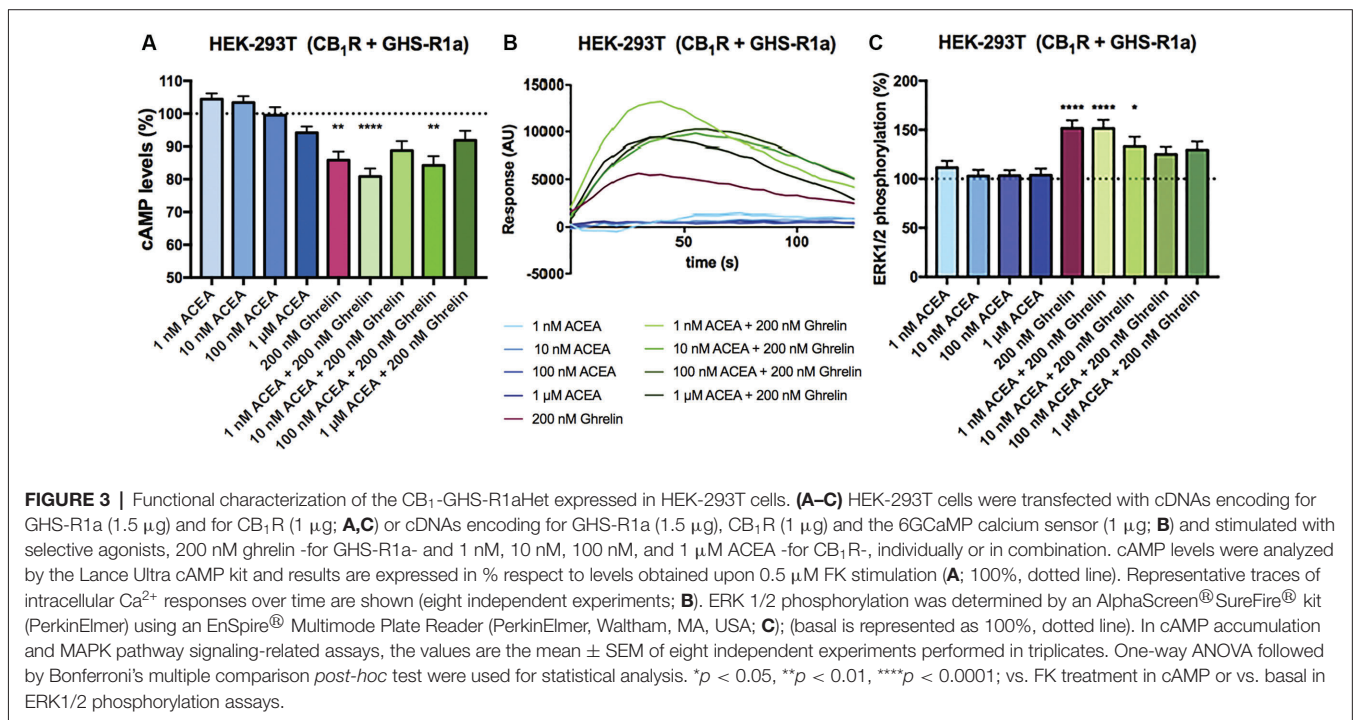 A
HEK-293T (CB1R + GHS-R1a)
cAMP levels (%)
110
100
90
80
70
60
50
** **** **
1 nM ACEA
10 nM ACEA
100 nM ACEA
1 µM ACEA
200 nM Ghrelin
1 nM ACEA + 200 nM Ghrelin
10 nM ACEA + 200 nM Ghrelin
100 nM ACEA + 200 nM Ghrelin
1 µM ACEA + 200 nM Ghrelin
B
HEK-293T (CB1R + GHS-R1a)
Response (AU)
15000
10000
5000
0
-5000
50 100
time (s)
1 nM ACEA
10 nM ACEA
100 nM ACEA
1 µM ACEA
200 nM Ghrelin
1 nM ACEA + 200 nM Ghrelin
10 nM ACEA + 200 nM Ghrelin
100 nM ACEA + 200 nM Ghrelin
1 µM ACEA + 200 nM Ghrelin
C
HEK-293T (CB1R + GHS-R1a)
ERK1/2 phosphorylation (%)
200
150
100
50
0
**** **** *
1 nM ACEA
10 nM ACEA
100 nM ACEA
1 µM ACEA
200 nM Ghrelin
1 nM ACEA + 200 nM Ghrelin
10 nM ACEA + 200 nM Ghrelin
100 nM ACEA + 200 nM Ghrelin
1 µM ACEA + 200 nM Ghrelin
FIGURE 3 | Functional characterization of the CB1-GHS-R1aHet expressed in HEK-293T cells. (A–C) HEK-293T cells were transfected with cDNAs encoding for
GHS-R1a (1.5 µg) and for CB1R (1 µg; A,C) or cDNAs encoding for GHS-R1a (1.5 µg), CB1R (1 µg) and the 6GCaMP calcium sensor (1 µg; B) and stimulated with
selective agonists, 200 nM ghrelin -for GHS-R1a- and 1 nM, 10 nM, 100 nM, and 1 µM ACEA -for CB1R-, individually or in combination. cAMP levels were analyzed
by the Lance Ultra cAMP kit and results are expressed in % respect to levels obtained upon 0.5 µM FK stimulation (A; 100%, dotted line). Representative traces of
intracellular Ca2+ responses over time are shown (eight independent experiments; B). ERK 1/2 phosphorylation was determined by an AlphaScreen® SureFire® kit
(PerkinElmer) using an EnSpire® Multimode Plate Reader (PerkinElmer, Waltham, MA, USA; C); (basal is represented as 100%, dotted line). In cAMP accumulation
and MAPK pathway signaling-related assays, the values are the mean ± SEM of eight independent experiments performed in triplicates. One-way ANOVA followed
by Bonferroni's multiple comparison post-hoc test were used for statistical analysis. *p < 0.05, **p < 0.01, ****p < 0.0001; vs. FK treatment in cAMP or vs. basal in
ERK1/2 phosphorylation assays.